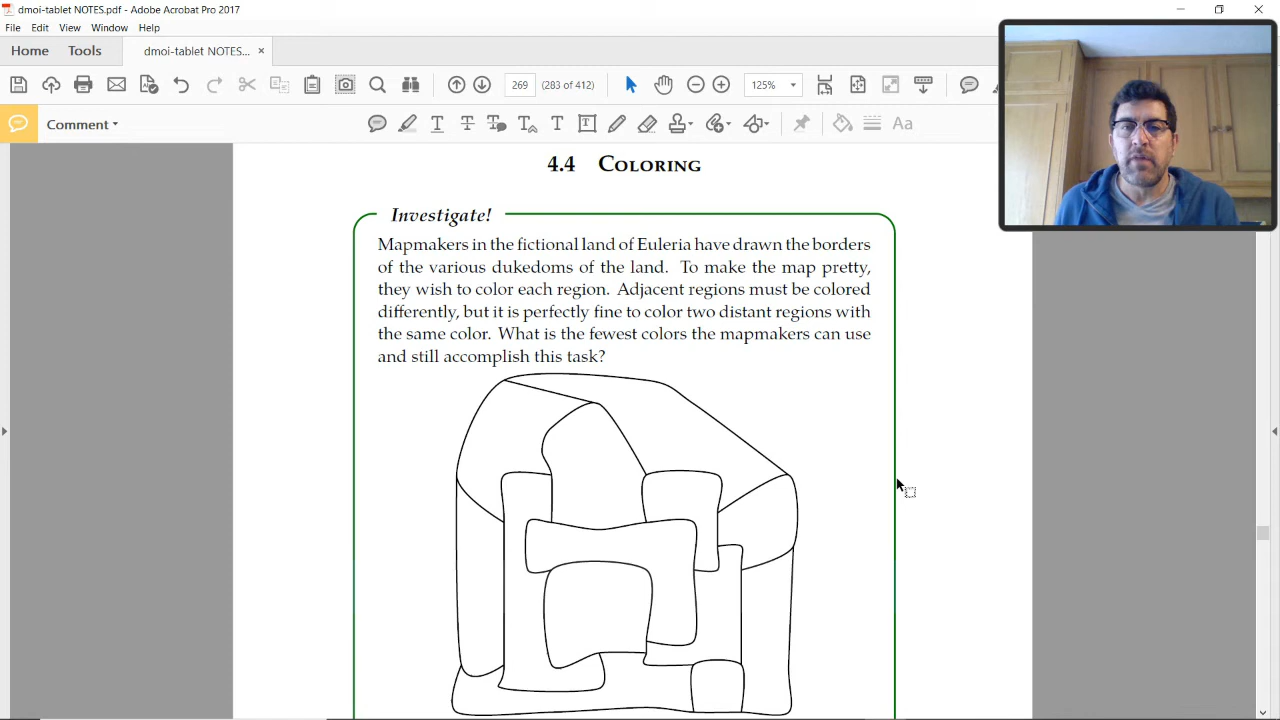 dmoi-tablet NOTES.pdf - Adobe Acrobat Pro 2017
File Edit View Window Help
Home Tools dmoi-tablet NOTES... ×
269 (283 of 412) 125%
Comment
T T T T T Aa
4.4 Coloring
Investigate!
Mapmakers in the fictional land of Euleria have drawn the borders
of the various dukedoms of the land. To make the map pretty,
they wish to color each region. Adjacent regions must be colored
differently, but it is perfectly fine to color two distant regions with
the same color. What is the fewest colors the mapmakers can use
and still accomplish this task?